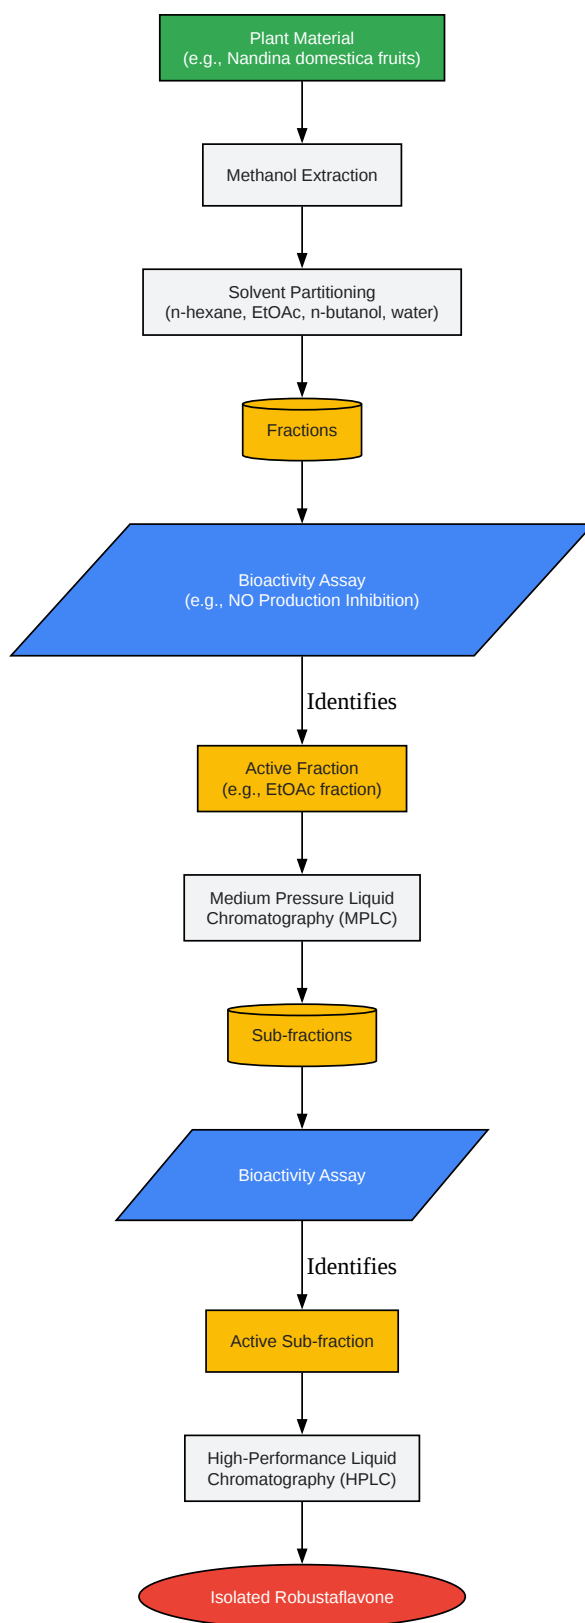 Plant Material
(e.g., Nandina domestica fruits)
Methanol Extraction
Solvent Partitioning
(n-hexane, EtOAc, n-butanol, water)
Fractions
Bioactivity Assay
(e.g., NO Production Inhibition)
Identifies
Active Fraction
(e.g., EtOAc fraction)
Medium Pressure Liquid
Chromatography (MPLC)
Sub-fractions
Bioactivity Assay
Identifies
Active Sub-fraction
High-Performance Liquid
Chromatography (HPLC)
Isolated Robustaflavone